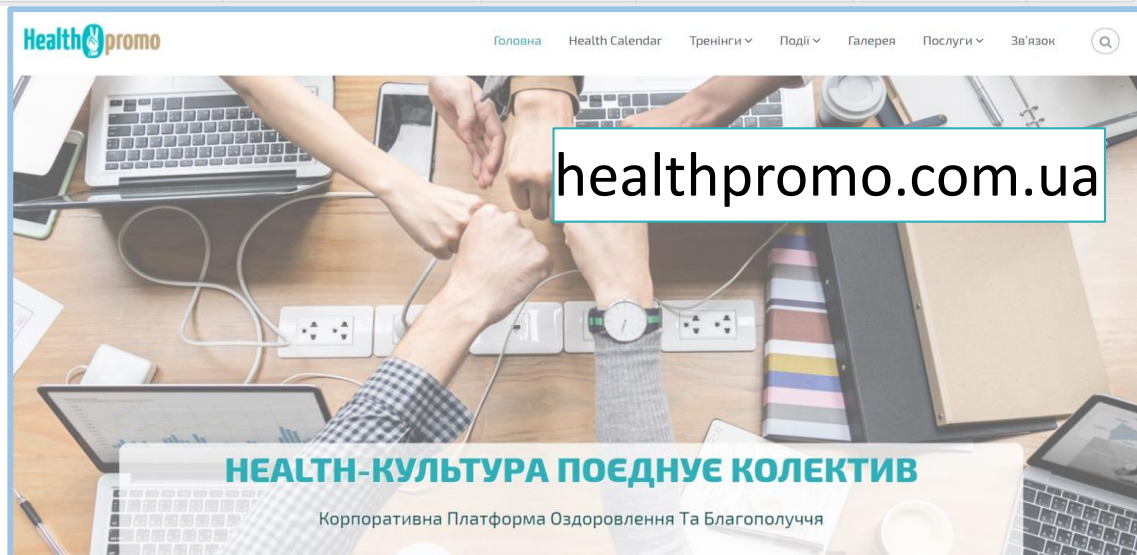 Health promo
Головна Health Calendar Тренінги Події Галерея Послуги Зв'язок
healthpromo.com.ua
HEALTH-КУЛЬТУРА ПОЄДНУЄ КОЛЕКТИВ
Корпоративна Платформа Оздоровлення Та Благополуччя